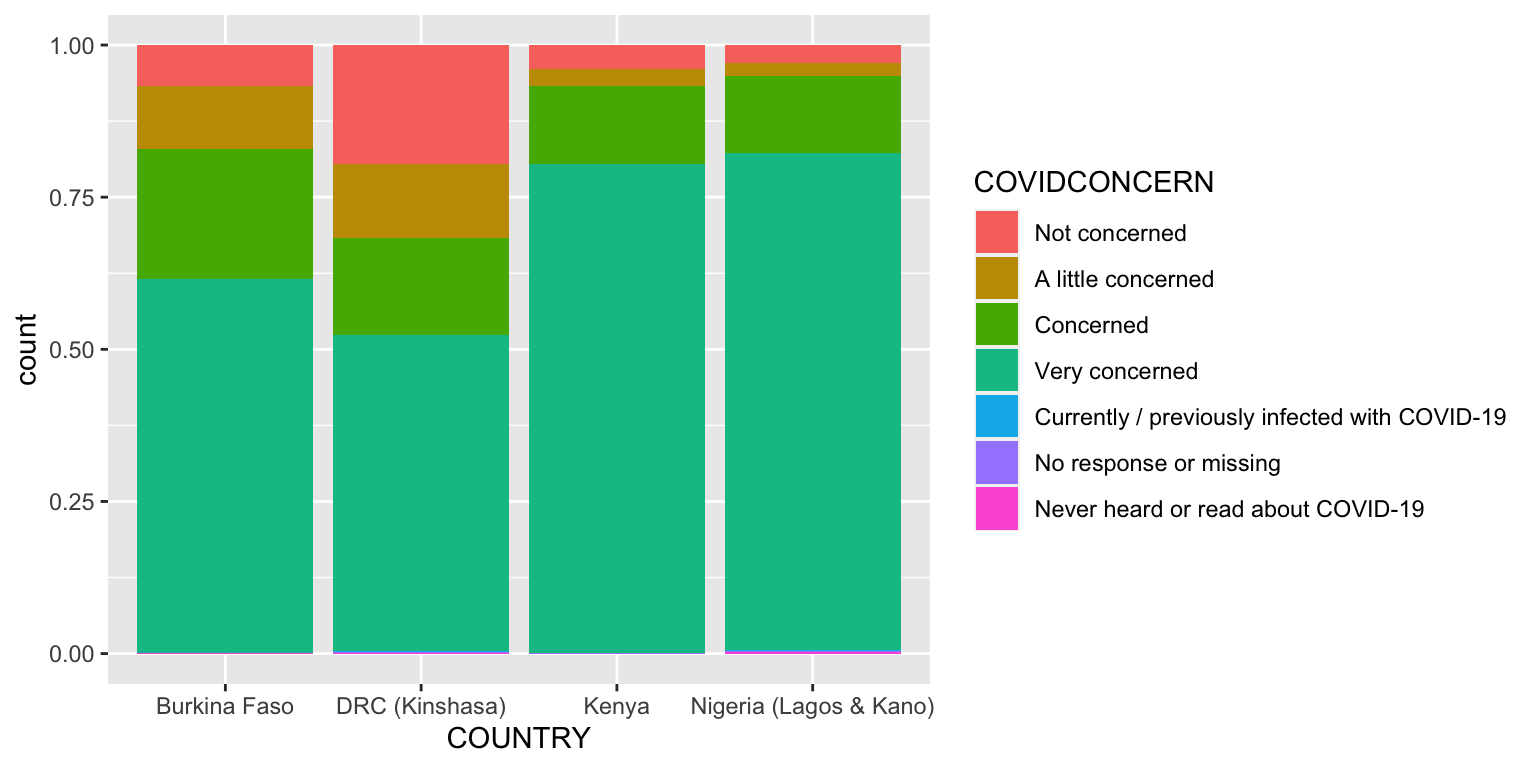 1.00
0.75
0.50
0.25
0.00
count
Burkina Faso
DRC (Kinshasa)
Kenya
Nigeria (Lagos & Kano)
COUNTRY
COVIDCONCERN
Not concerned
A little concerned
Concerned
Very concerned
Currently / previously infected with COVID-19
No response or missing
Never heard or read about COVID-19